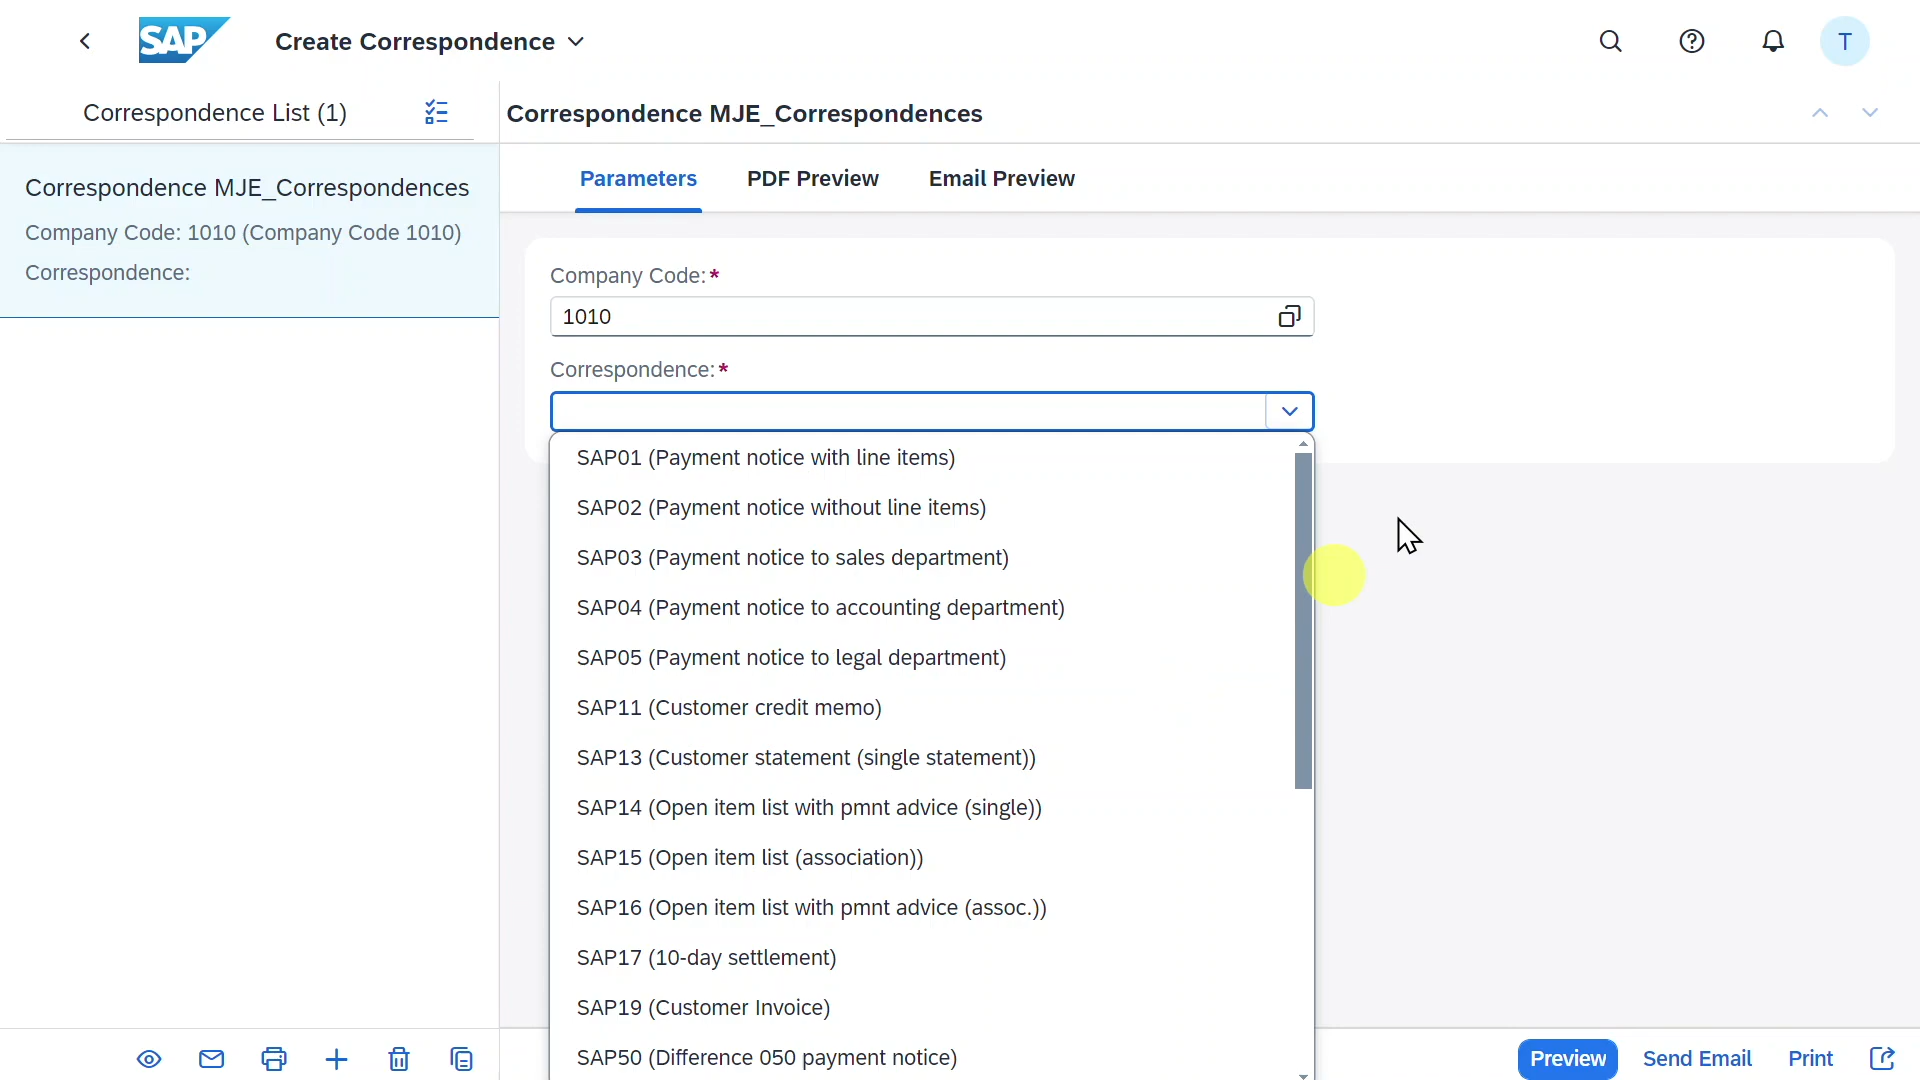 SAP
Create Correspondence
T
Correspondence List (1)
Correspondence MJE_Correspondences
Company Code: 1010 (Company Code 1010)
Correspondence:
Correspondence MJE_Correspondences
Parameters
PDF Preview
Email Preview
Company Code:*
1010
Correspondence:*
SAP01 (Payment notice with line items)
SAP02 (Payment notice without line items)
SAP03 (Payment notice to sales department)
SAP04 (Payment notice to accounting department)
SAP05 (Payment notice to legal department)
SAP11 (Customer credit memo)
SAP13 (Customer statement (single statement))
SAP14 (Open item list with pmnt advice (single))
SAP15 (Open item list (association))
SAP16 (Open item list with pmnt advice (assoc.))
SAP17 (10-day settlement)
SAP19 (Customer Invoice)
SAP50 (Difference 050 payment notice)
Preview
Send Email
Print